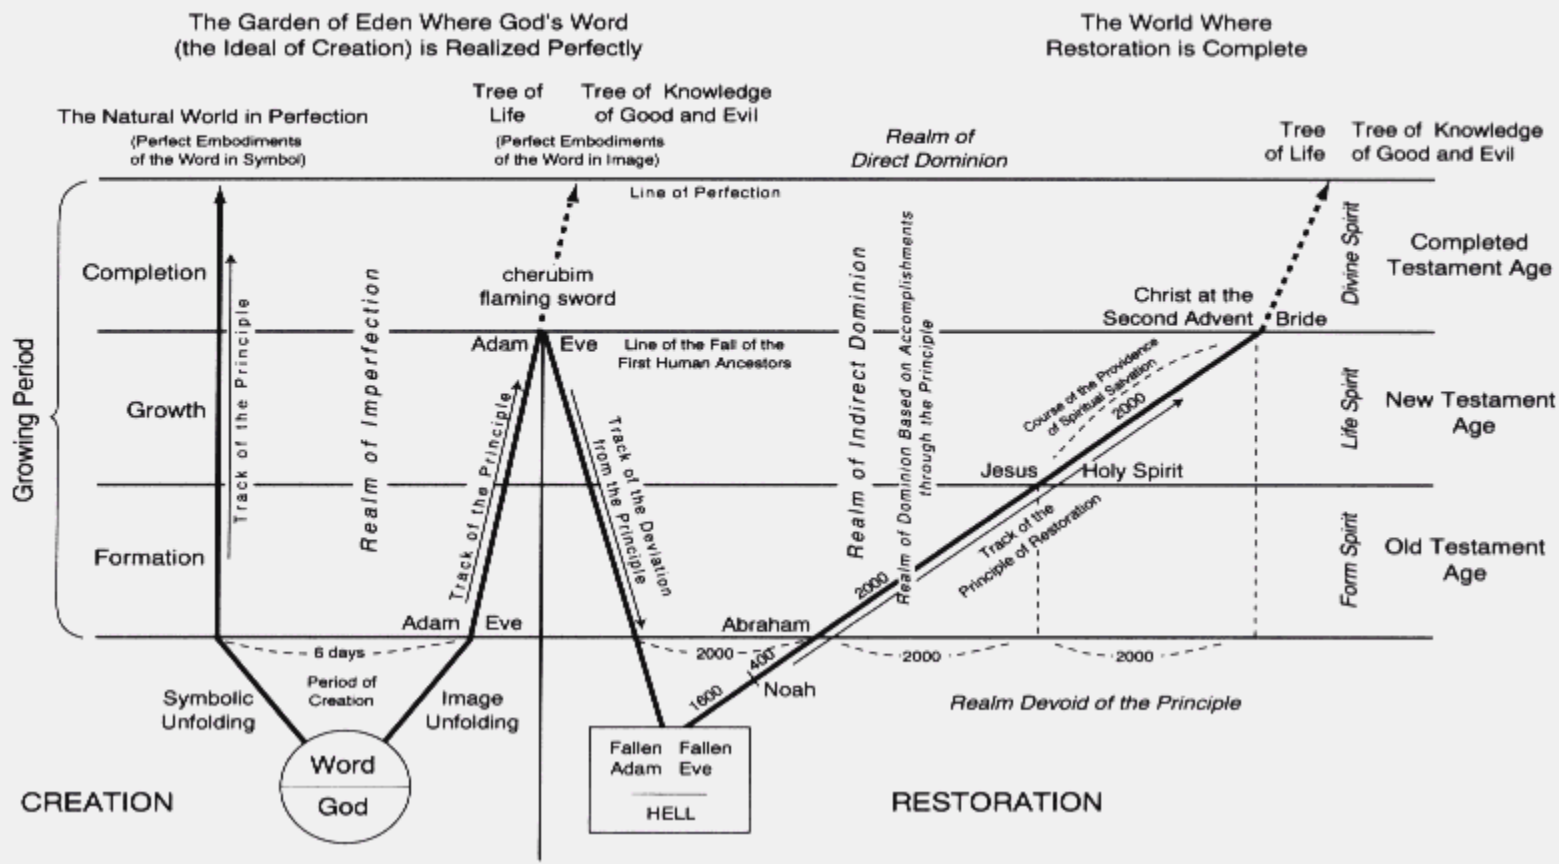 The Garden of Eden Where God's Word
(the Ideal of Creation) is Realized Perfectly
The World Where
Restoration is Complete
The Natural World in Perfection
(Perfect Embodiments
of the Word in Symbol)
Tree of
Life
Tree of Knowledge
of Good and Evil
(Perfect Embodiments
of the Word in Image)
Realm of
Direct Dominion
Tree
of Life
Tree of Knowledge
of Good and Evil
Line of Perfection
Growing Period
Completion
Growth
Formation
Track of the Principle
Realm of Imperfection
cherubim
flaming sword
Adam
Eve
Line of the Fall of the
First Human Ancestors
Track of the Principle
Track of the Deviation
from the Principle
Realm of Indirect Dominion
Realm of Dominion Based on Accomplishments
through the Principle
Christ at the
Second Advent
Bride
Course of the Providence
of Spiritual Salvation
2000
Jesus
Holy Spirit
Track of the
Principle of Restoration
2000
Divine Spirit
Life Spirit
Form Spirit
Completed
Testament Age
New Testament
Age
Old Testament
Age
Adam
Eve
Abraham
6 days
2000
2000
2000
Period of
Creation
Symbolic
Unfolding
Image
Unfolding
400
1600
Noah
Realm Devoid of the Principle
Word
God
Fallen Fallen
Adam Eve
HELL
CREATION
RESTORATION